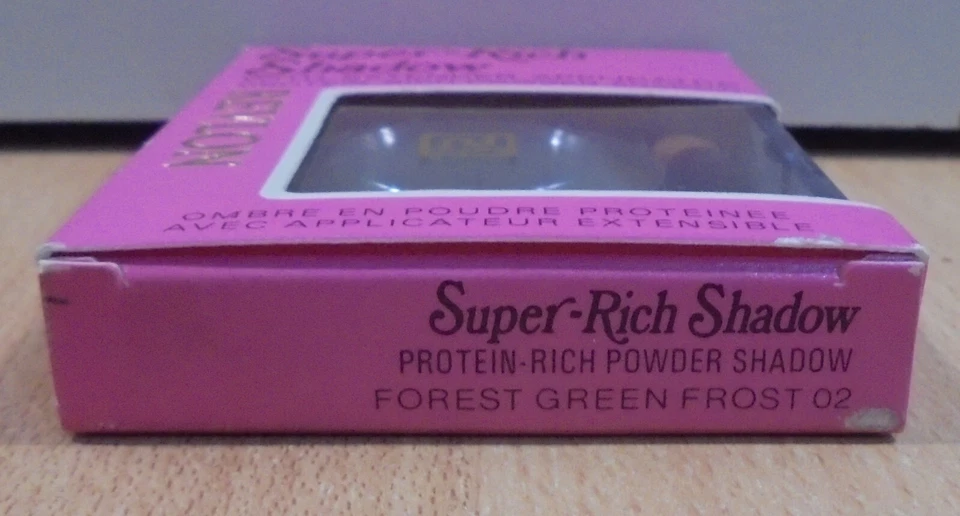 Super-Rich
Shadow
REVLON
OMBRE EN POUDRE PROTEINEE
AVEC APPLICATEUR EXTENSIBLE
Super-Rich Shadow
PROTEIN-RICH POWDER SHADOW
FOREST GREEN FROST 02